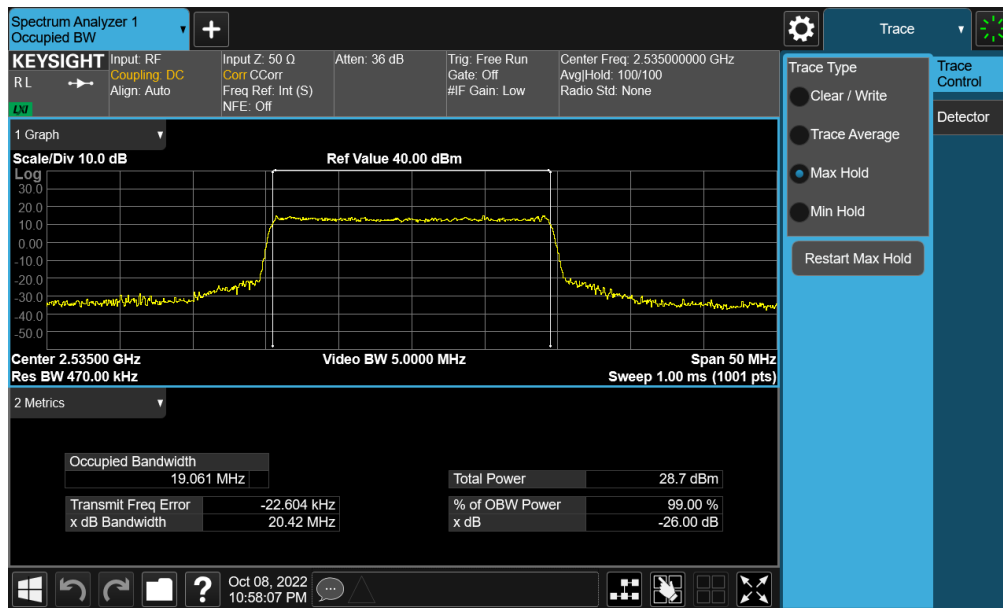 Spectrum Analyzer 1
Occupied BW
+
Trace
KEYSIGHT
R L
LXI
Input: RF
Coupling: DC
Align: Auto
Input Z: 50 Ω
Corr CCorr
Freq Ref: Int (S)
NFE: Off
Atten: 36 dB
Trig: Free Run
Gate: Off
#IF Gain: Low
Center Freq: 2.535000000 GHz
Avg|Hold: 100/100
Radio Std: None
Trace Type
Clear / Write
Trace Average
Max Hold
Min Hold
Restart Max Hold
Trace
Control
Detector
1 Graph
Scale/Div 10.0 dB
Ref Value 40.00 dBm
Log
30.0
20.0
10.0
0.00
-10.0
-20.0
-30.0
-40.0
-50.0
Center 2.53500 GHz
Video BW 5.0000 MHz
Span 50 MHz
Res BW 470.00 kHz
Sweep 1.00 ms (1001 pts)
2 Metrics
Occupied Bandwidth
19.061 MHz
Total Power 28.7 dBm
Transmit Freq Error -22.604 kHz
% of OBW Power 99.00 %
x dB Bandwidth 20.42 MHz
x dB -26.00 dB
?
Oct 08, 2022
10:58:07 PM